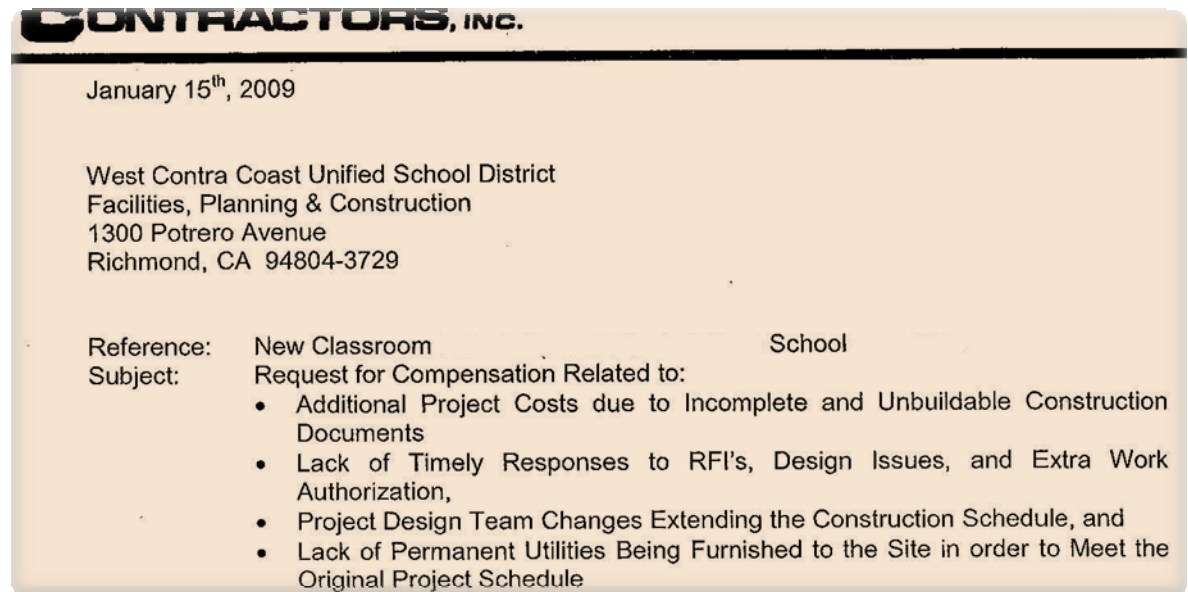 CONTRACTORS, INC.
January 15th, 2009
West Contra Coast Unified School District
Facilities, Planning & Construction
1300 Potrero Avenue
Richmond, CA 94804-3729
Reference: New Classroom School
Subject: Request for Compensation Related to:
• Additional Project Costs due to Incomplete and Unbuildable Construction
Documents
• Lack of Timely Responses to RFI's, Design Issues, and Extra Work
Authorization,
• Project Design Team Changes Extending the Construction Schedule, and
• Lack of Permanent Utilities Being Furnished to the Site in order to Meet the
Original Project Schedule